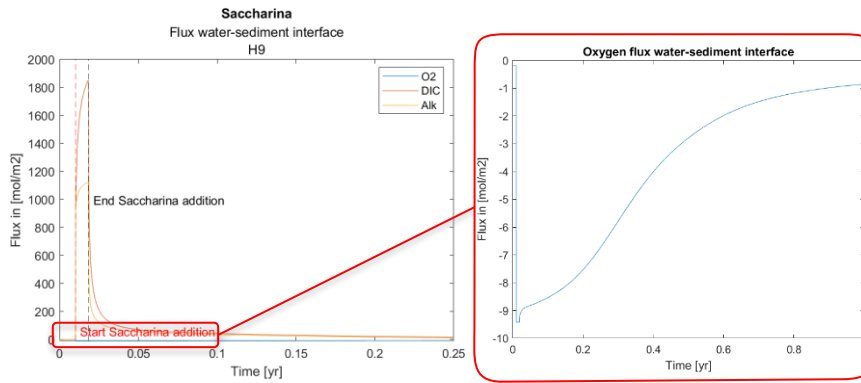 Saccharina
Flux water-sediment interface
H9
Flux in [mol/m2]
2000
1800
1600
1400
1200
1000
800
600
400
200
0
O2
DIC
Alk
End Saccharina addition
Start Saccharina addition
0
0.05
0.1
0.15
0.2
0.25
Time [yr]
Oxygen flux water-sediment interface
Flux in [mol/m2]
0
-1
-2
-3
-4
-5
-6
-7
-8
-9
-10
0
0.2
0.4
0.6
0.8
Time [yr]